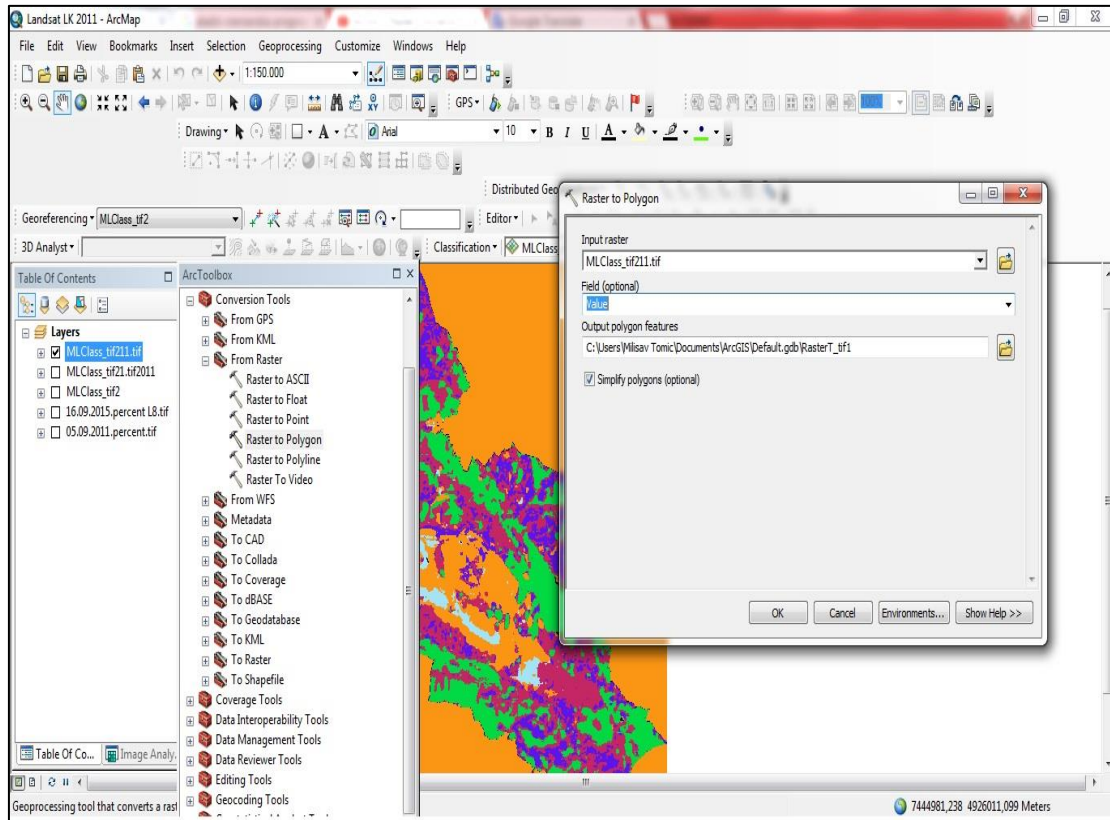 Landsat LK 2011 - ArcMap
File Edit View Bookmarks Insert Selection Geoprocessing Customize Windows Help
1:150.000
GPS
100%
Drawing Arial 10 B I U A
Distributed Geo
Georeferencing MLClass_tif2 Editor
3D Analyst Classification MLClass
Table Of Contents
Layers
MLClass_tif211.tif
MLClass_tif21.tif2011
MLClass_tif2
16.09.2015.percent L8.tif
05.09.2011.percent.tif
Table Of Co... Image Analy.
ArcToolbox
Conversion Tools
From GPS
From KML
From Raster
Raster to ASCII
Raster to Float
Raster to Point
Raster to Polygon
Raster to Polyline
Raster To Video
From WFS
Metadata
To CAD
To Collada
To Coverage
To dBASE
To Geodatabase
To KML
To Raster
To Shapefile
Coverage Tools
Data Interoperability Tools
Data Management Tools
Data Reviewer Tools
Editing Tools
Geocoding Tools
Raster to Polygon
Input raster
MLClass_tif211.tif
Field (optional)
Value
Output polygon features
C:\Users\Milisav Tomic\Documents\ArcGIS\Default.gdb\RasterT_tif1
Simplify polygons (optional)
OK Cancel Environments... Show Help >>
Geoprocessing tool that converts a rast
7444981,238 4926011,099 Meters